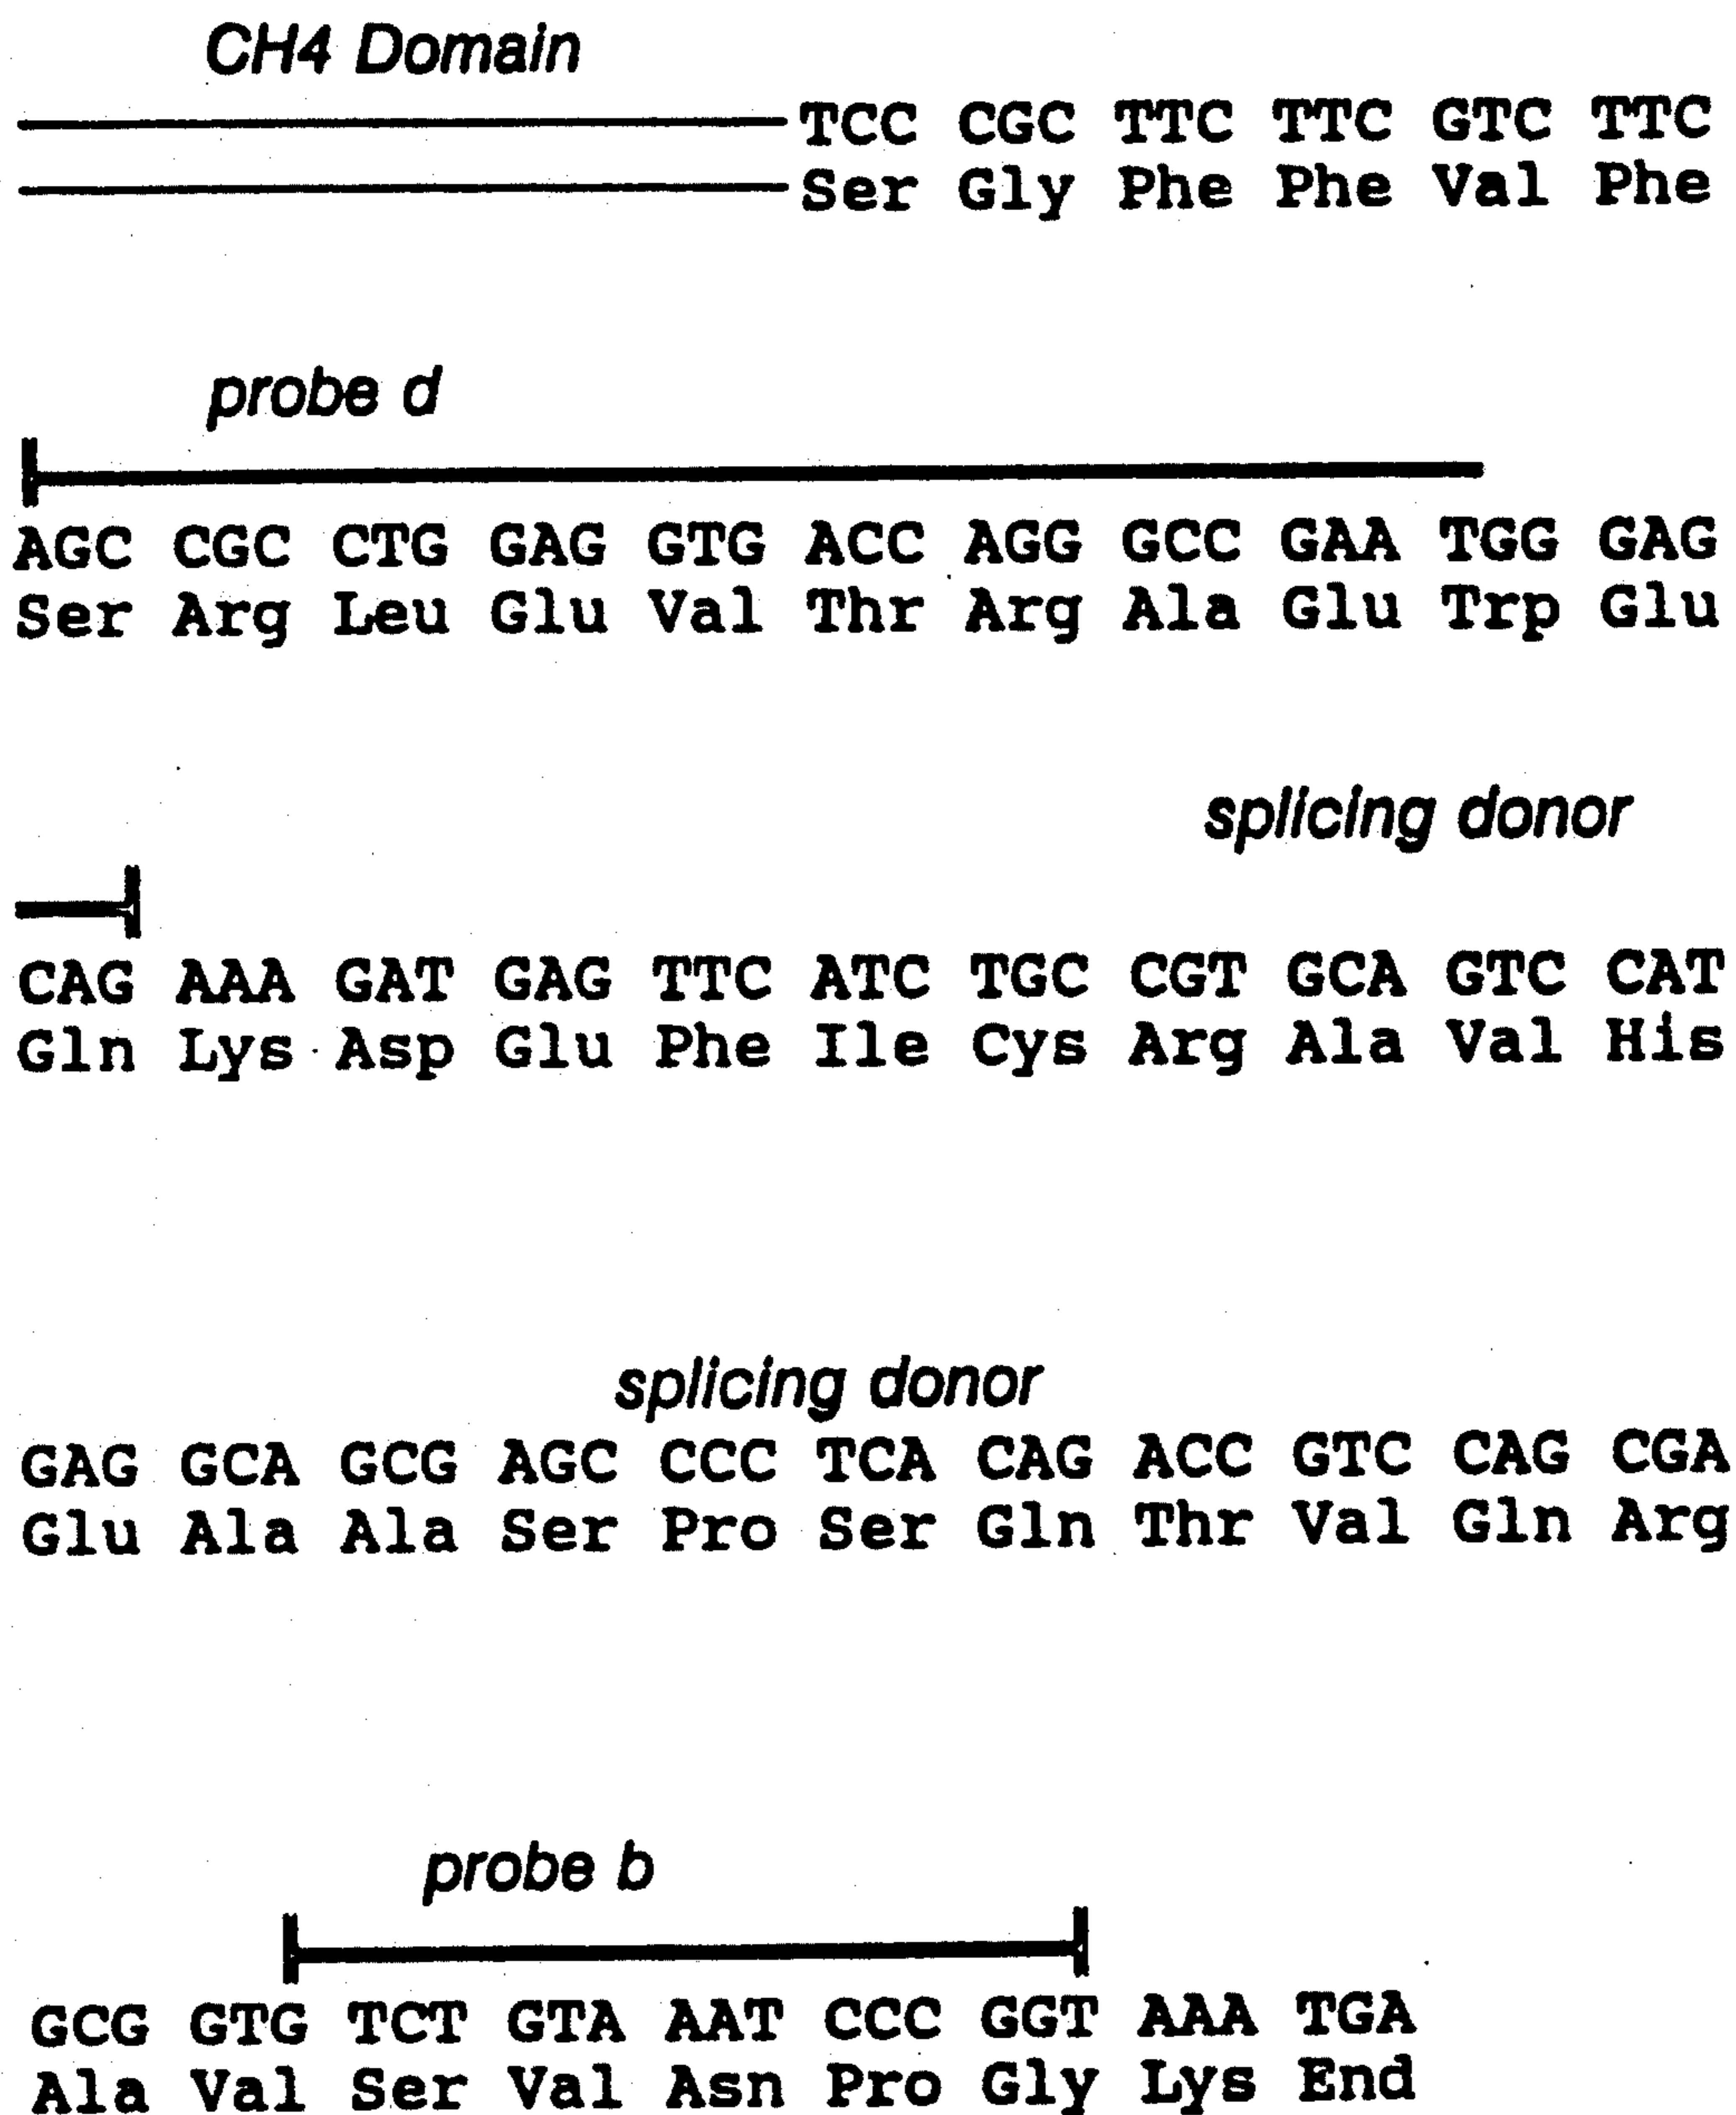 CH4 Domain
TCC CGC TTC TTC GTC TTC
Ser Gly Phe Phe Val Phe
probe d
AGC CGC CTG GAG GTG ACC AGG GCC GAA TGG GAG
Ser Arg Leu Glu Val Thr Arg Ala Glu Trp Glu
splicing donor
CAG AAA GAT GAG TTC ATC TGC CGT GCA GTC CAT
Gln Lys Asp Glu Phe Ile Cys Arg Ala Val His
splicing donor
GAG GCA GCG AGC CCC TCA CAG ACC GTC CAG CGA
Glu Ala Ala Ser Pro Ser Gln Thr Val Gln Arg
probe b
GCG GTG TCT GTA AAT CCC GGT AAA TGA
Ala Val Ser Val Asn Pro Gly Lys End